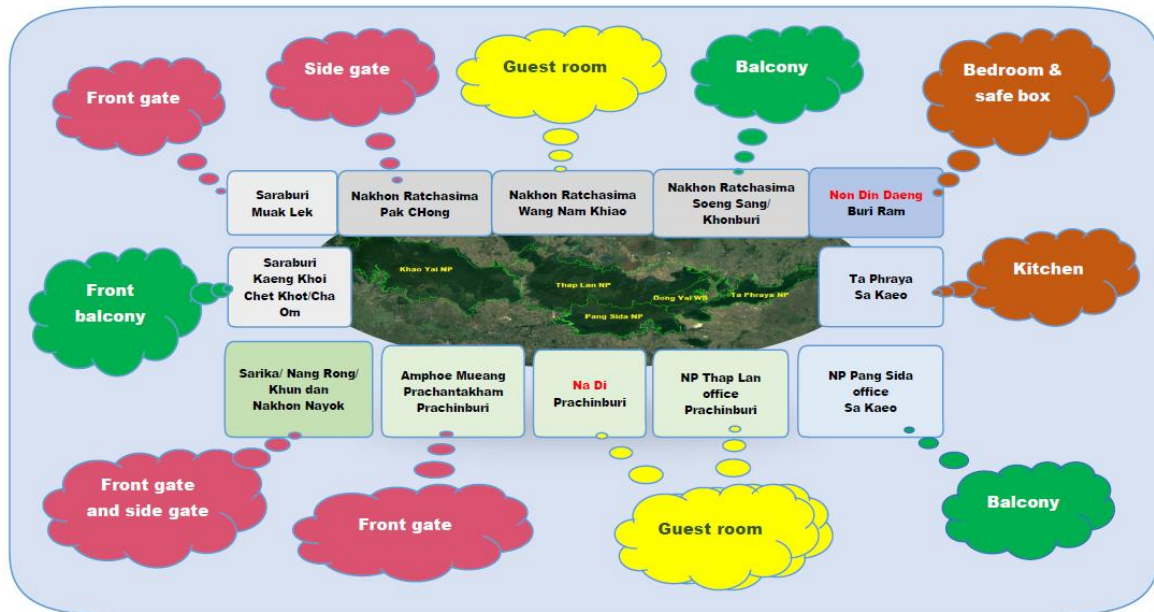 Front gate
Side gate
Guest room
Balcony
Bedroom &
safe box
Saraburi
Muak Lek
Nakhon Ratchasima
Pak CHong
Nakhon Ratchasima
Wang Nam Khiao
Nakhon Ratchasima
Soeng Sang/
Khonburi
Non Din Daeng
Buri Ram
Front
balcony
Saraburi
Kaeng Khoi
Chet Khot/Cha
Om
Khao Yai NP
Thap Lan NP
Dong Yai WS
Ta Phraya NP
Pang Sida NP
Ta Phraya
Sa Kaeo
Kitchen
Sarika/ Nang Rong/
Khun dan
Nakhon Nayok
Amphoe Mueang
Prachantakham
Prachinburi
Na Di
Prachinburi
NP Thap Lan
office
Prachinburi
NP Pang Sida
office
Sa Kaeo
Front gate
and side gate
Front gate
Guest room
Balcony